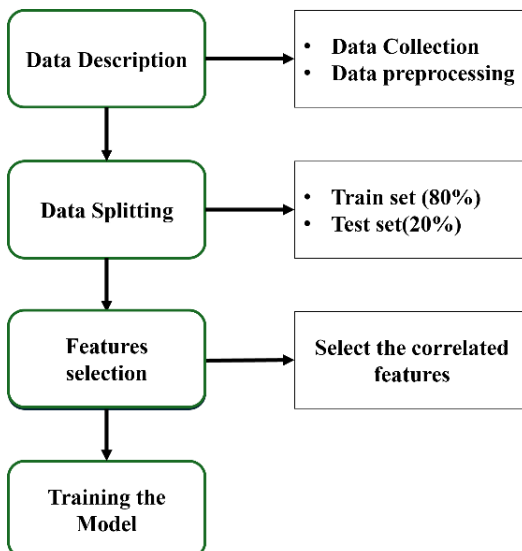 Data Description
• Data Collection
• Data preprocessing
Data Splitting
• Train set (80%)
• Test set(20%)
Features
selection
Select the correlated
features
Training the
Model